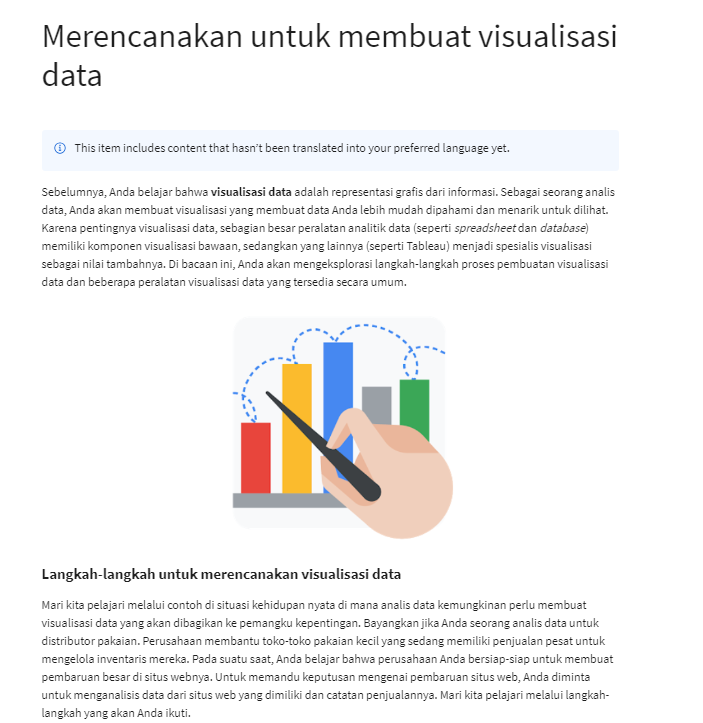 Merencanakan untuk membuat visualisasi
data
This item includes content that hasn't been translated into your preferred language yet.
Sebelumnya, Anda belajar bahwa visualisasi data adalah representasi grafis dari informasi. Sebagai seorang analis
data, Anda akan membuat visualisasi yang membuat data Anda lebih mudah dipahami dan menarik untuk dilihat.
Karena pentingnya visualisasi data, sebagian besar peralatan analitik data (seperti spreadsheet dan database)
memiliki komponen visualisasi bawaan, sedangkan yang lainnya (seperti Tableau) menjadi spesialis visualisasi
sebagai nilai tambahnya. Di bacaan ini, Anda akan mengeksplorasi langkah-langkah proses pembuatan visualisasi
data dan beberapa peralatan visualisasi data yang tersedia secara umum.
Langkah-langkah untuk merencanakan visualisasi data
Mari kita pelajari melalui contoh di situasi kehidupan nyata di mana analis data kemungkinan perlu membuat
visualisasi data yang akan dibagikan ke pemangku kepentingan. Bayangkan jika Anda seorang analis data untuk
distributor pakaian. Perusahaan membantu toko-toko pakaian kecil yang sedang memiliki penjualan pesat untuk
mengelola inventaris mereka. Pada suatu saat, Anda belajar bahwa perusahaan Anda bersiap-siap untuk membuat
pembaruan besar di situs webnya. Untuk memandu keputusan mengenai pembaruan situs web, Anda diminta
untuk menganalisis data dari situs web yang dimiliki dan catatan penjualannya. Mari kita pelajari melalui langkah-
langkah yang akan Anda ikuti.